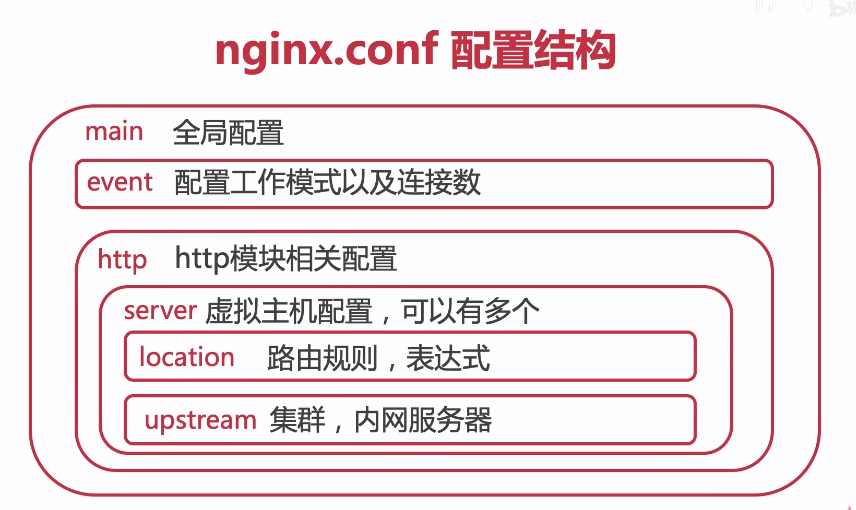 nginx.conf 配置结构
main 全局配置
event 配置工作模式以及连接数
http http模块相关配置
server 虚拟主机配置，可以有多个
location 路由规则，表达式
upstream 集群，内网服务器